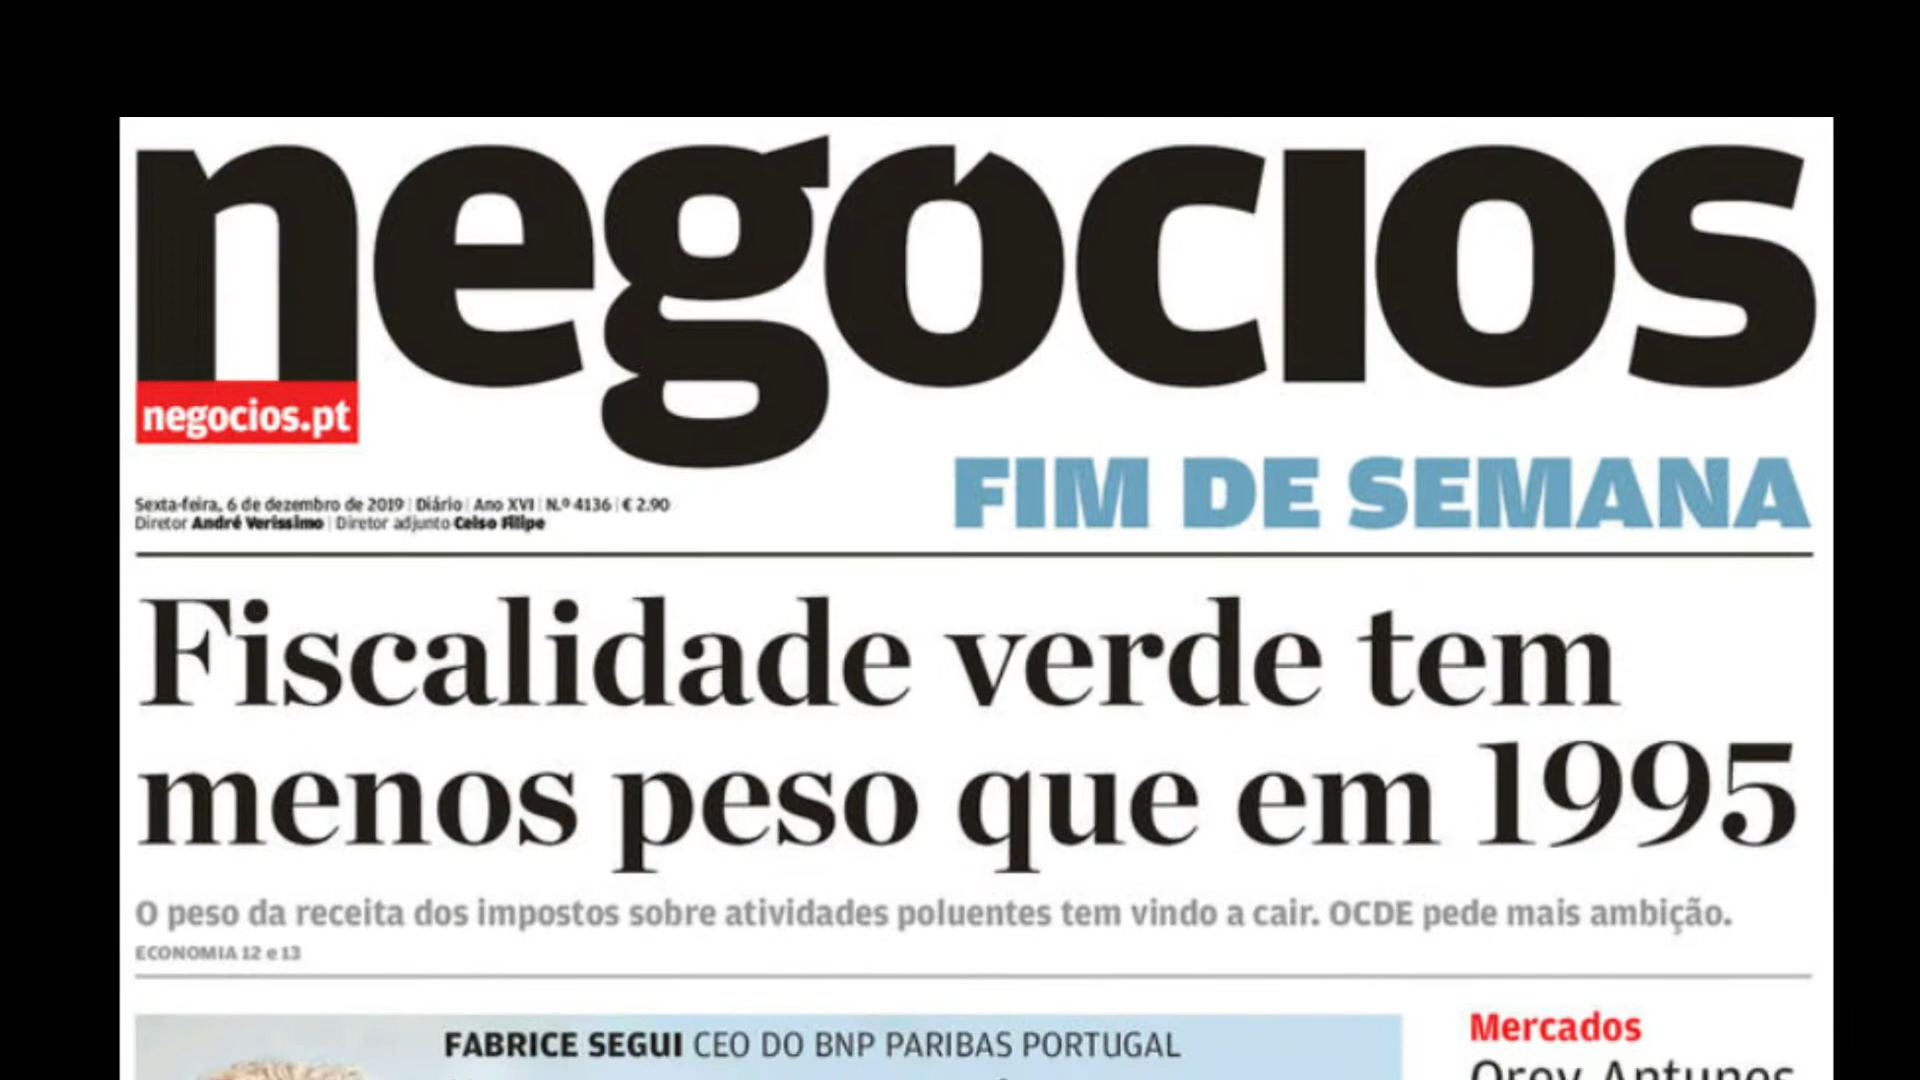 negócios
negocios.pt
FIM DE SEMANA
Sexta-feira, 6 de dezembro de 2019 | Diário | Ano XVI | N.º 4136 | € 2.90
Diretor André Veríssimo | Diretor adjunto Celso Filipe
Fiscalidade verde tem
menos peso que em 1995
O peso da receita dos impostos sobre atividades poluentes tem vindo a cair. OCDE pede mais ambição.
ECONOMIA 12 e 13
FABRICE SEGUI CEO DO BNP PARIBAS PORTUGAL
Mercados
Orey Antunes